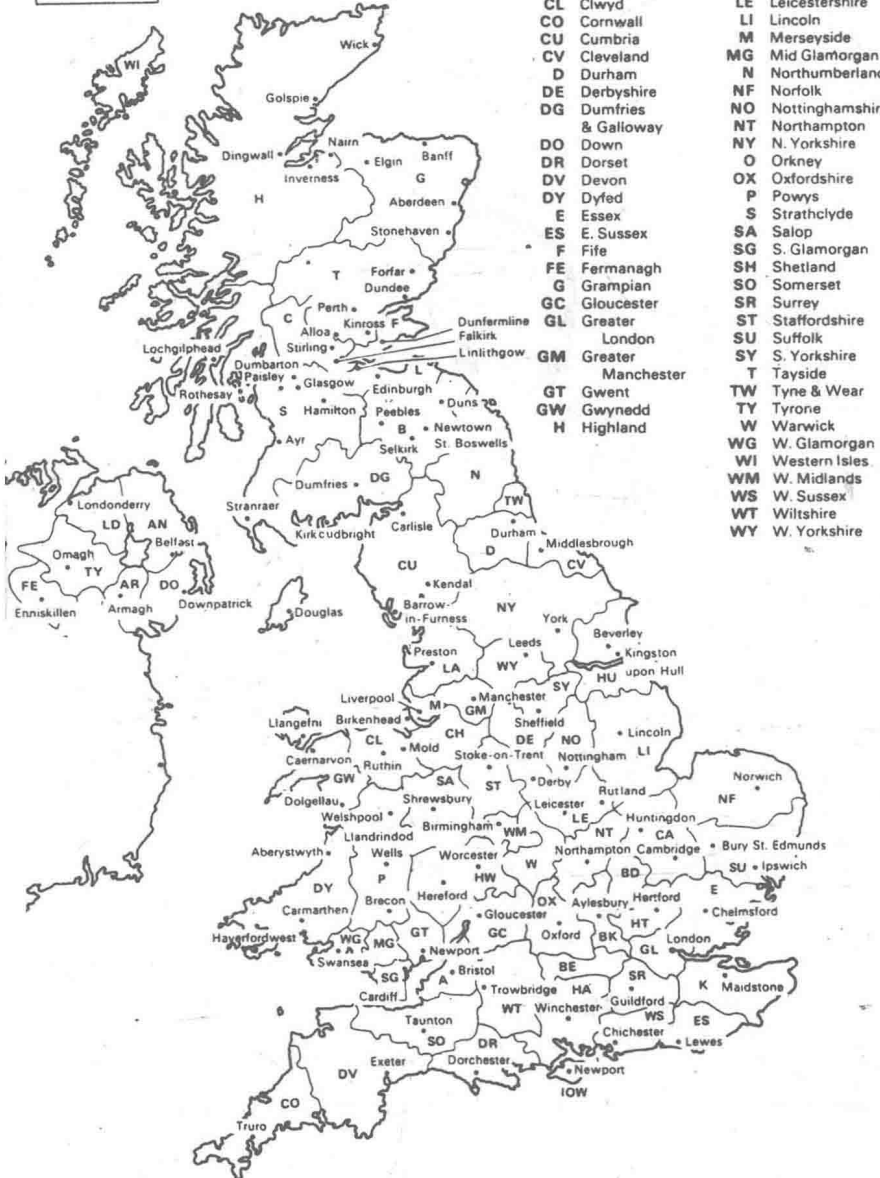 CL Clwyd
CO Cornwall
CU Cumbria
CV Cleveland
D Durham
DE Derbyshire
DG Dumfries
& Galloway
DO Down
DR Dorset
DV Devon
DY Dyfed
E Essex
ES E. Sussex
F Fife
FE Fermanagh
G Grampian
GC Gloucester
GL Greater
London
GM Greater
Manchester
GT Gwent
GW Gwynedd
H Highland
LE Leicestershire
LI Lincoln
M Merseyside
MG Mid Glamorgan
N Northumberland
NF Norfolk
NO Nottinghamshir
NT Northampton
NY N. Yorkshire
O Orkney
OX Oxfordshire
P Powys
S Strathclyde
SA Salop
SG S. Glamorgan
SH Shetland
SO Somerset
SR Surrey
ST Staffordshire
SU Suffolk
SY S. Yorkshire
T Tayside
TW Tyne & Wear
TY Tyrone
W Warwick
WG W. Glamorgan
WI Western Isles
WM W. Midlands
WS W. Sussex
WT Wiltshire
WY W. Yorkshire
WI
Wick
Golspie
Dingwall
Nairn
Inverness
Elgin
Banff
G
H
Aberdeen
Stonehaven
T
Forfar
Dundee
Perth
C
Kinross F
Alloa
Stirling
Dunfermline
Falkirk
Linlithgow
Lochgilphead
Dumbarton
Paisley
Glasgow
L
Edinburgh
Rothesay
S
Hamilton
Duns
Peebles
B
Newtown
St. Boswells
Selkirk
Ayr
Dumfries
DG
N
TW
Stranraer
Kirkcudbright
Carlisle
Londonderry
LD
AN
Belfast
Omagh
TY
FE
AR
DO
Enniskillen
Armagh
Downpatrick
Durham
D
Middlesbrough
CV
CU
Kendal
Douglas
Barrow-
in-Furness
NY
York
Beverley
Kingston
upon Hull
HU
Preston
LA
Leeds
WY
SY
Liverpool
M
Manchester
GM
Birkenhead
Sheffield
Llangefni
CL
Mold
CH
DE
NO
Lincoln
LI
Caernarvon
Ruthin
GW
Stoke-on-Trent
Nottingham
SA
ST
Derby
Dolgellau
Shrewsbury
Welshpool
Leicester
LE
Rutland
Norwich
NF
Birmingham
WM
NT
Huntingdon
CA
Llandrindod
Wells
Aberystwyth
Worcester
HW
W
Northampton
Cambridge
Bury St. Edmunds
SU
Ipswich
P
DY
Hereford
BD
E
Brecon
OX
Aylesbury
Hertford
HT
Chelmsford
Carmarthen
Gloucester
GC
Oxford
BK
Haverfordwest
WG
MG
GT
Newport
GL
London
Swansea
SG
Cardiff
A
Bristol
BE
SR
K
Maidstone
Trowbridge
HA
Guildford
WT
Winchester
WS
ES
Taunton
SO
Chichester
Lewes
DR
Dorchester
DV
Exeter
Newport
IOW
CO
Truro